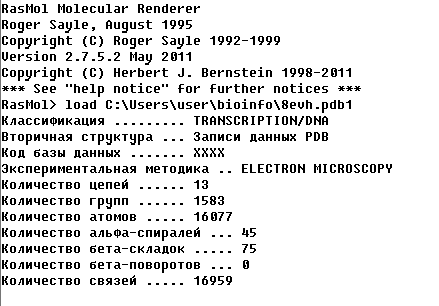 RasMol Molecular Renderer
Roger Sayle, August 1995
Copyright (C) Roger Sayle 1992-1999
Version 2.7.5.2 May 2011
Copyright (C) Herbert J. Bernstein 1998-2011
*** See "help notice" for further notices ***
RasMol> load C:\Users\user\bioinfo\8evh.pdb1
Классификация ......... TRANSCRIPTION/DNA
Вторичная структура ... Записи данных PDB
Код базы данных ....... XXXX
Экспериментальная методика .. ELECTRON MICROSCOPY
Количество цепей ...... 13
Количество групп ...... 1583
Количество атомов ..... 16077
Количество альфа-спиралей ... 45
Количество бета-складок ..... 75
Количество бета-поворотов ... 0
Количество связей ..... 16959